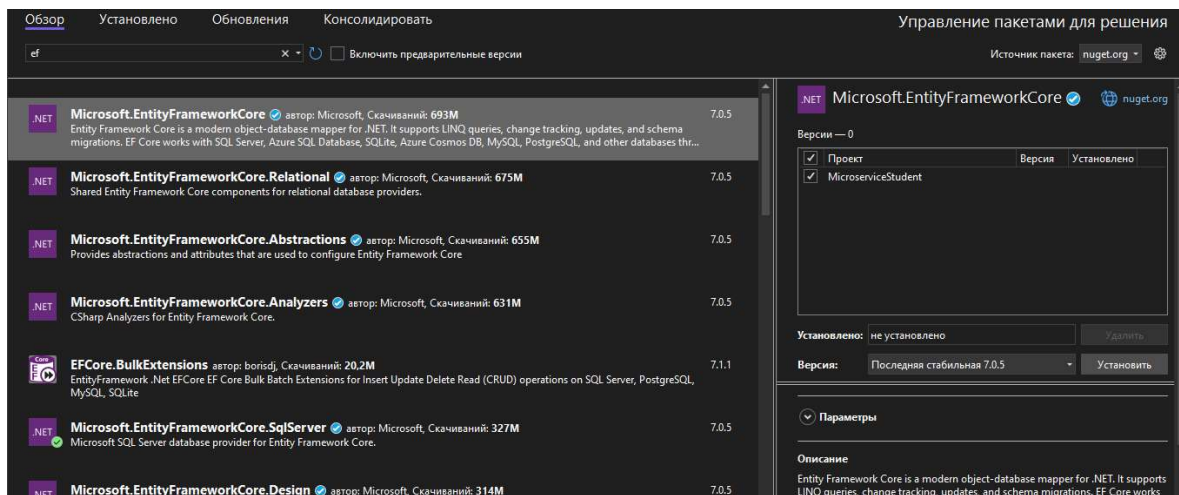 Обзор Установлено Обновления Консолидировать
Управление пакетами для решения
ef
Включить предварительные версии
Источник пакета: nuget.org
.NET Microsoft.EntityFrameworkCore автор: Microsoft, Скачиваний: 693M 7.0.5
Entity Framework Core is a modern object-database mapper for .NET. It supports LINQ queries, change tracking, updates, and schema
migrations. EF Core works with SQL Server, Azure SQL Database, SQLite, Azure Cosmos DB, MySQL, PostgreSQL, and other databases thr...
.NET Microsoft.EntityFrameworkCore.Relational автор: Microsoft, Скачиваний: 675M 7.0.5
Shared Entity Framework Core components for relational database providers.
.NET Microsoft.EntityFrameworkCore.Abstractions автор: Microsoft, Скачиваний: 655M 7.0.5
Provides abstractions and attributes that are used to configure Entity Framework Core
.NET Microsoft.EntityFrameworkCore.Analyzers автор: Microsoft, Скачиваний: 631M 7.0.5
CSharp Analyzers for Entity Framework Core.
Core EF EFCore.BulkExtensions автор: borisdj, Скачиваний: 20,2M 7.1.1
EntityFramework .Net EFCore EF Core Bulk Batch Extensions for Insert Update Delete Read (CRUD) operations on SQL Server, PostgreSQL,
MySQL, SQLite
.NET Microsoft.EntityFrameworkCore.SqlServer автор: Microsoft, Скачиваний: 327M 7.0.5
Microsoft SQL Server database provider for Entity Framework Core.
.NET Microsoft.EntityFrameworkCore.Design автор: Microsoft, Скачиваний: 314M 7.0.5
.NET Microsoft.EntityFrameworkCore nuget.org
Версии — 0
Проект Версия Установлено
MicroserviceStudent
Установлено: не установлено Удалить
Версия: Последняя стабильная 7.0.5 Установить
Параметры
Описание
Entity Framework Core is a modern object-database mapper for .NET. It supports
LINQ queries, change tracking, updates, and schema migrations. EF Core works